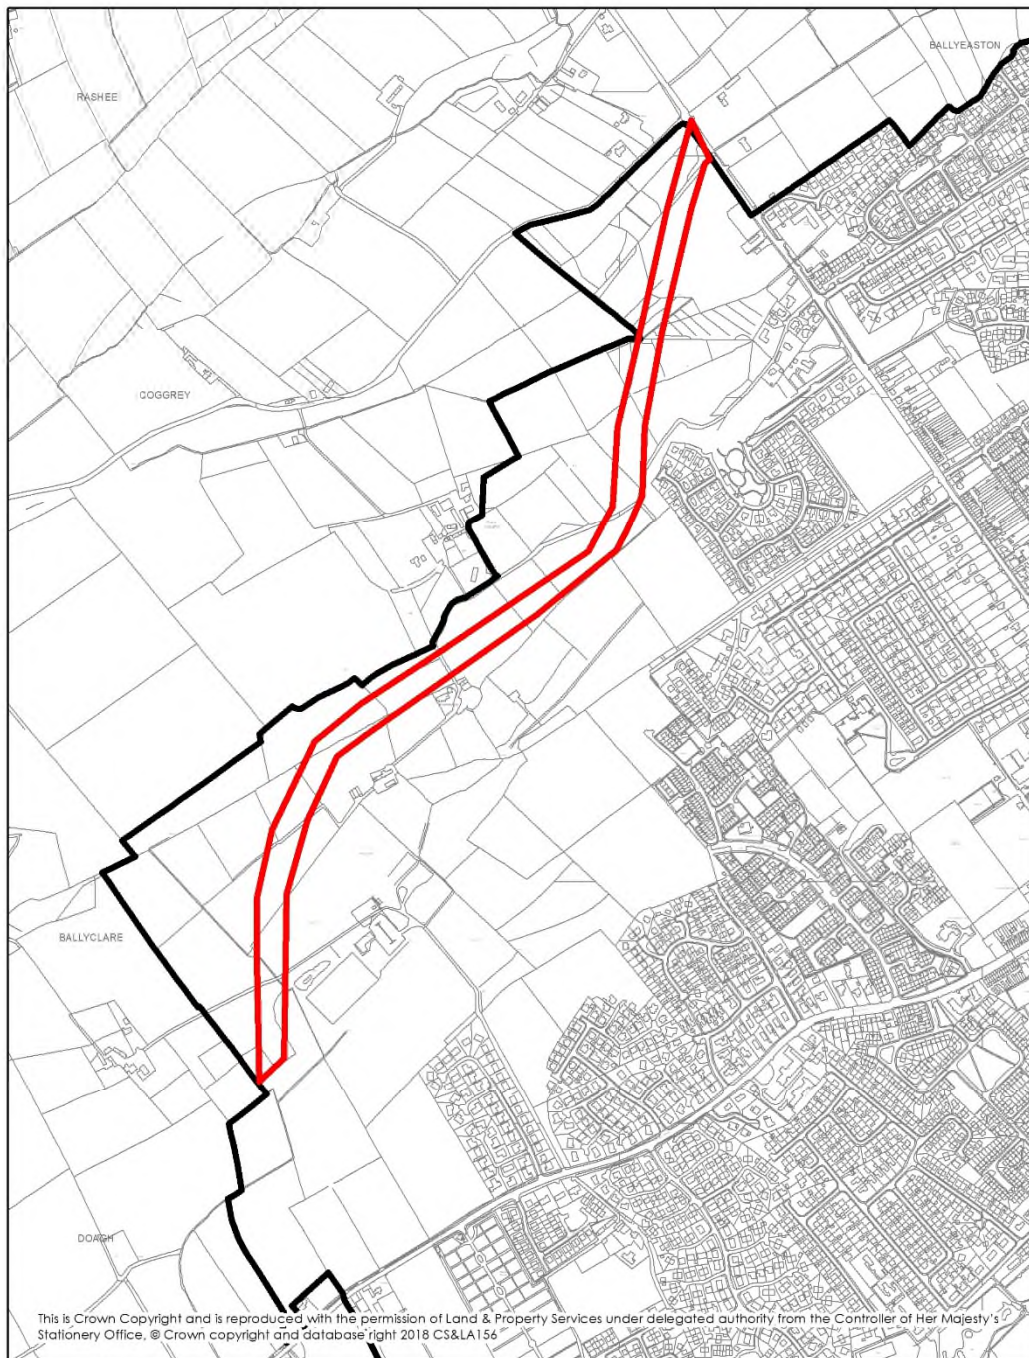 BALLYEASTON
RASHEE
COGGREY
BALLYCLARE
DOAGH
This is Crown Copyright and is reproduced with the permission of Land & Property Services under delegated authority from the Controller of Her Majesty's
Stationery Office, © Crown copyright and database right 2018 CS&LA156